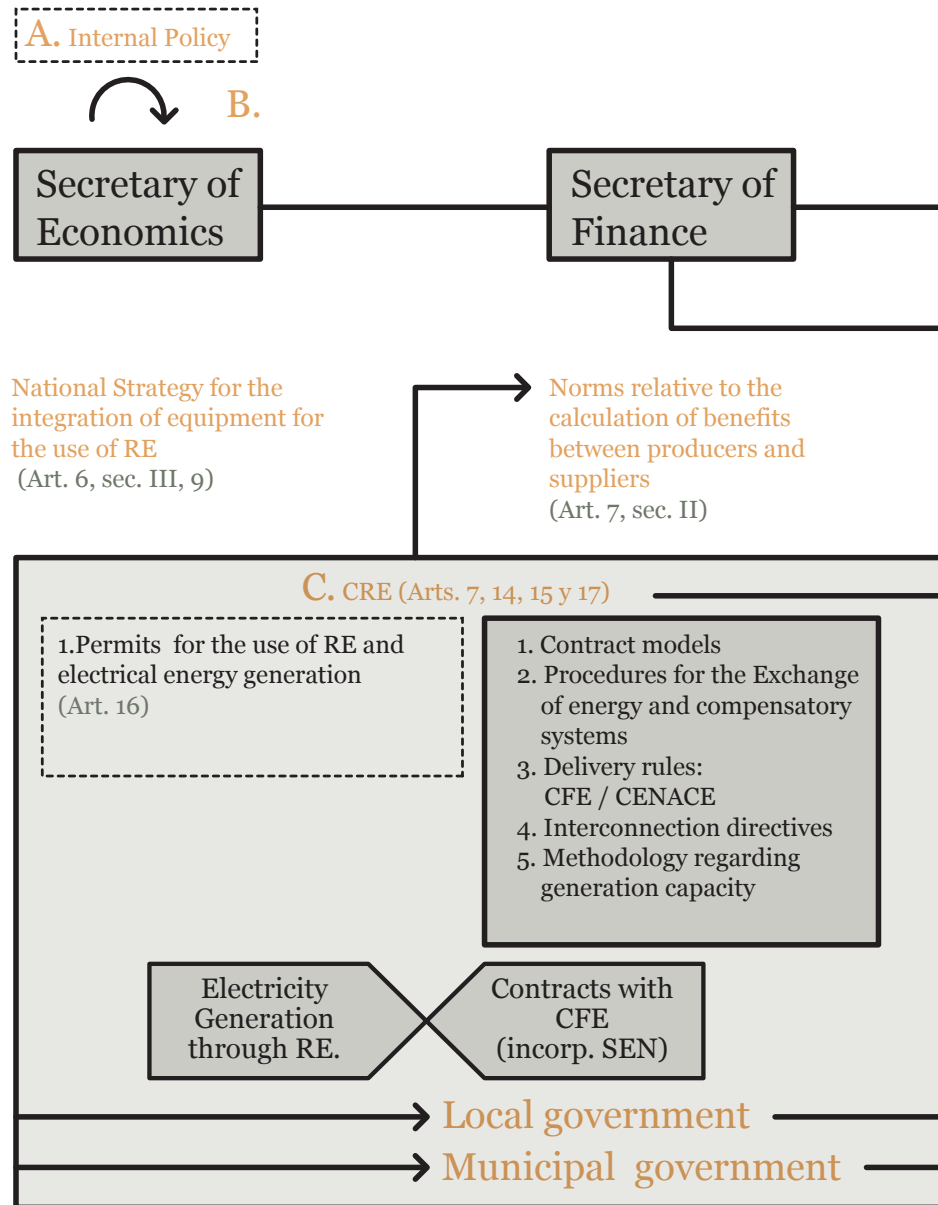 A. Internal Policy
B.
Secretary of
Economics
Secretary of
Finance
National Strategy for the
integration of equipment for
the use of RE
(Art. 6, sec. III, 9)
Norms relative to the
calculation of benefits
between producers and
suppliers
(Art. 7, sec. II)
C. CRE (Arts. 7, 14, 15 y 17)
1.Permits for the use of RE and
electrical energy generation
(Art. 16)
1. Contract models
2. Procedures for the Exchange
of energy and compensatory
systems
3. Delivery rules:
CFE / CENACE
4. Interconnection directives
5. Methodology regarding
generation capacity
Electricity
Generation
through RE.
Contracts with
CFE
(incorp. SEN)
Local government
Municipal government